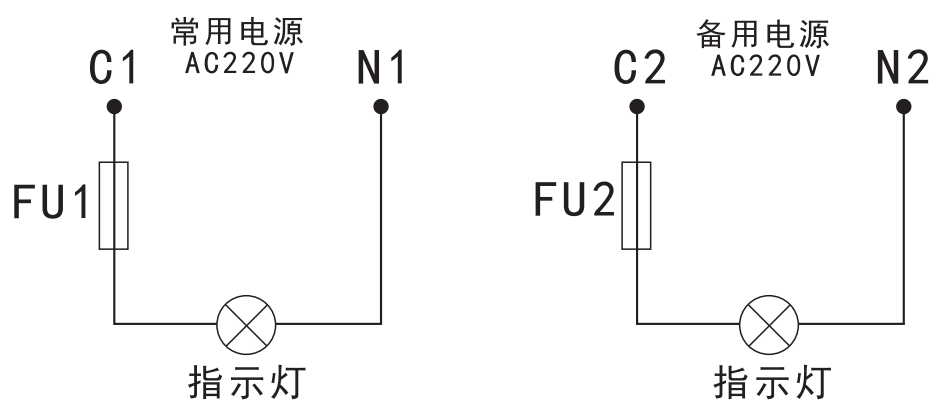 常用电源
AC220V
C1
N1
FU1
指示灯
备用电源
AC220V
C2
N2
FU2
指示灯